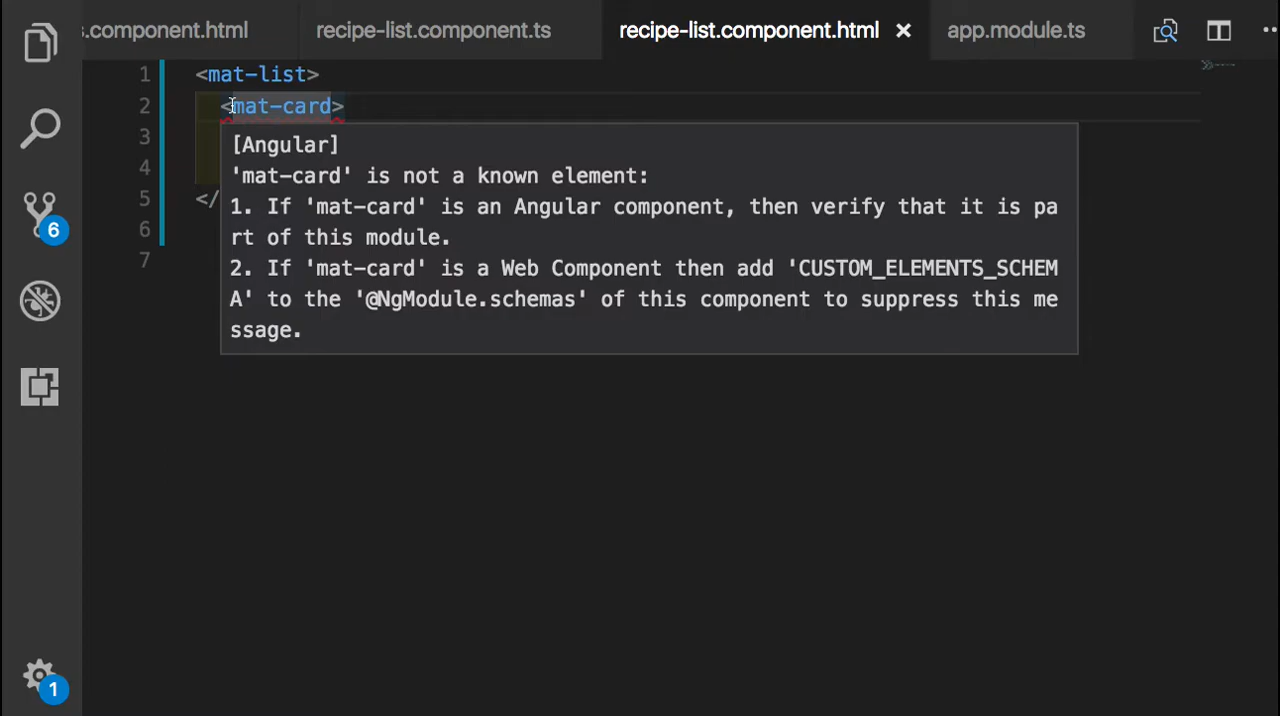 s.component.html recipe-list.component.ts recipe-list.component.html × app.module.ts
1 <mat-list>
2 <mat-card>
3
4
5 </
6
7
[Angular]
'mat-card' is not a known element:
1. If 'mat-card' is an Angular component, then verify that it is pa
rt of this module.
2. If 'mat-card' is a Web Component then add 'CUSTOM_ELEMENTS_SCHEM
A' to the '@NgModule.schemas' of this component to suppress this me
ssage.
6
1